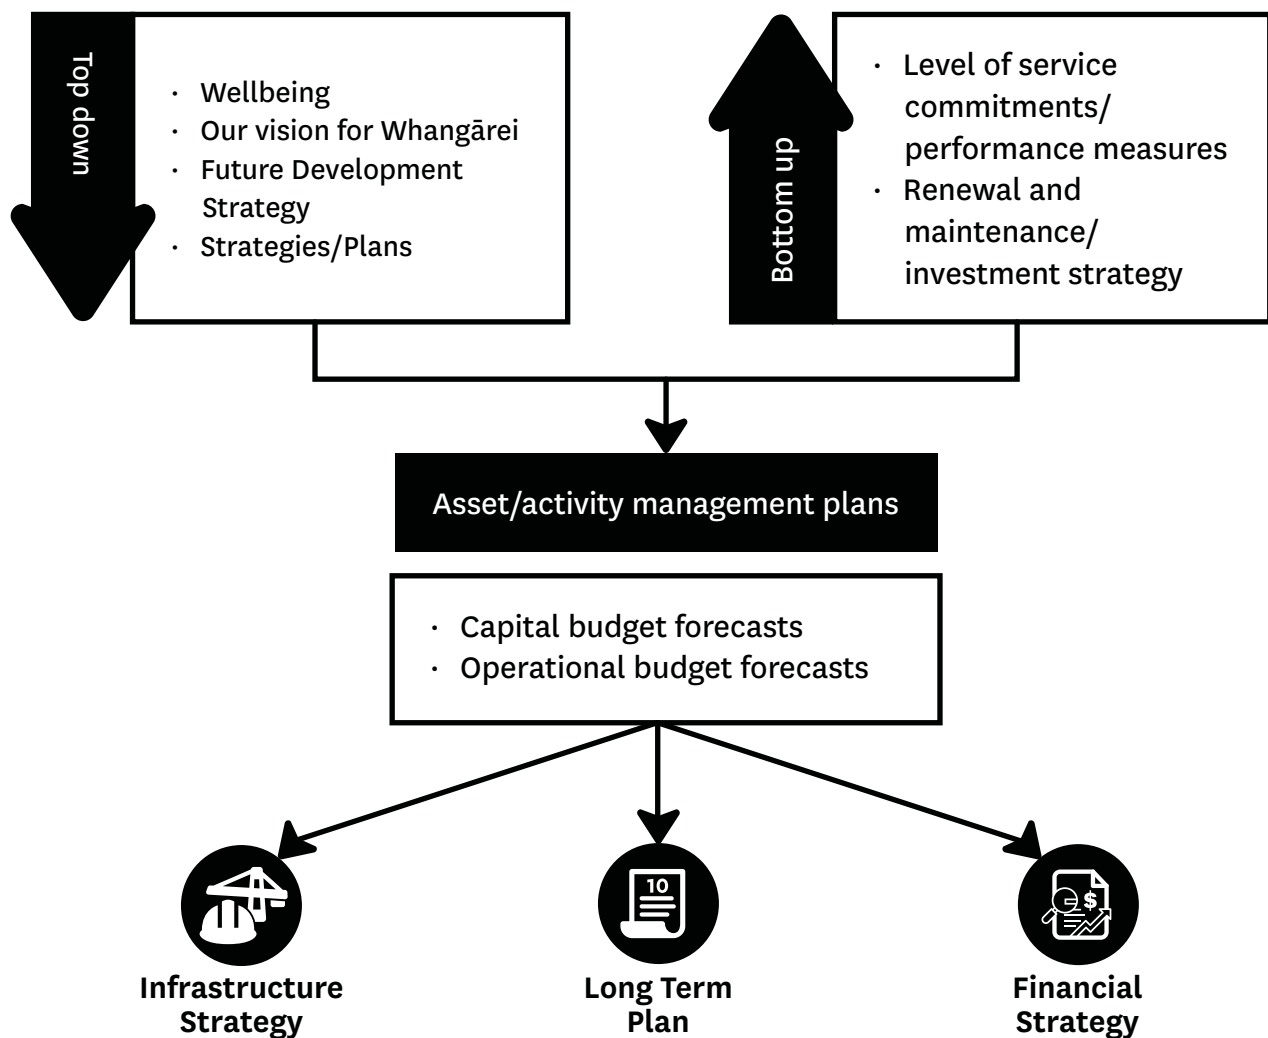 Top down
· Wellbeing
· Our vision for Whangārei
· Future Development
Strategy
· Strategies/Plans
Bottom up
· Level of service
commitments/
performance measures
· Renewal and
maintenance/
investment strategy
Asset/activity management plans
· Capital budget forecasts
· Operational budget forecasts
10
$
Infrastructure
Strategy
Long Term
Plan
Financial
Strategy